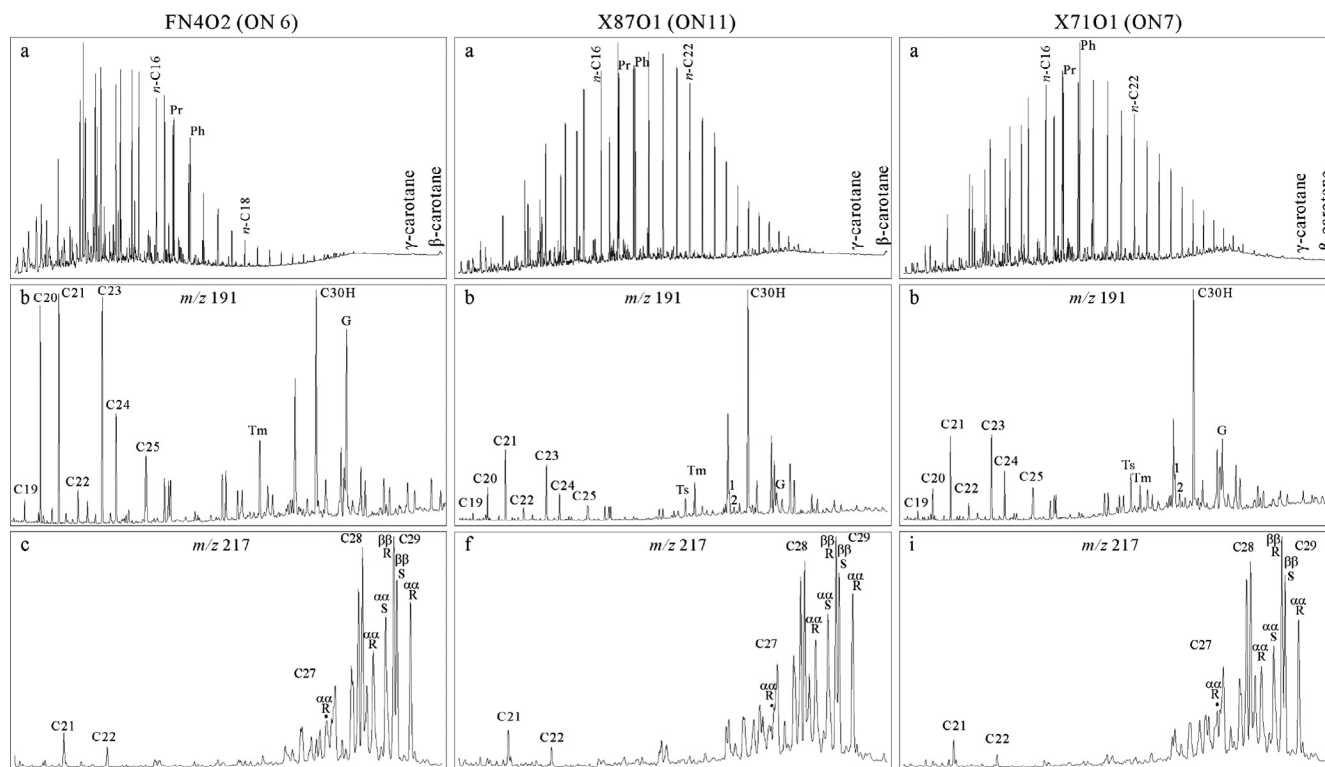 FN4O2 (ON 6)
X87O1 (ON11)
X71O1 (ON7)
a
n-C16
Pr
Ph
n-C18
γ-carotane
β-carotane
a
n-C16
Pr
Ph
n-C22
γ-carotane
β-carotane
a
n-C16
Pr
Ph
n-C22
γ-carotane
β-carotane
b
m/z 191
C19
C20
C21
C22
C23
C24
C25
Tm
C30H
G
b
m/z 191
C19
C20
C21
C22
C23
C24
C25
Ts
Tm
1
2
C30H
G
b
m/z 191
C19
C20
C21
C22
C23
C24
C25
Ts
Tm
1
2
C30H
G
c
m/z 217
C21
C22
C27
αα
R
C28
αα
R
αα
S
ββ
R
ββ
S
C29
αα
R
f
m/z 217
C21
C22
C27
αα
R
C28
αα
R
αα
S
ββ
R
ββ
S
C29
αα
R
i
m/z 217
C21
C22
C27
αα
R
C28
αα
R
αα
S
ββ
R
ββ
S
C29
αα
R